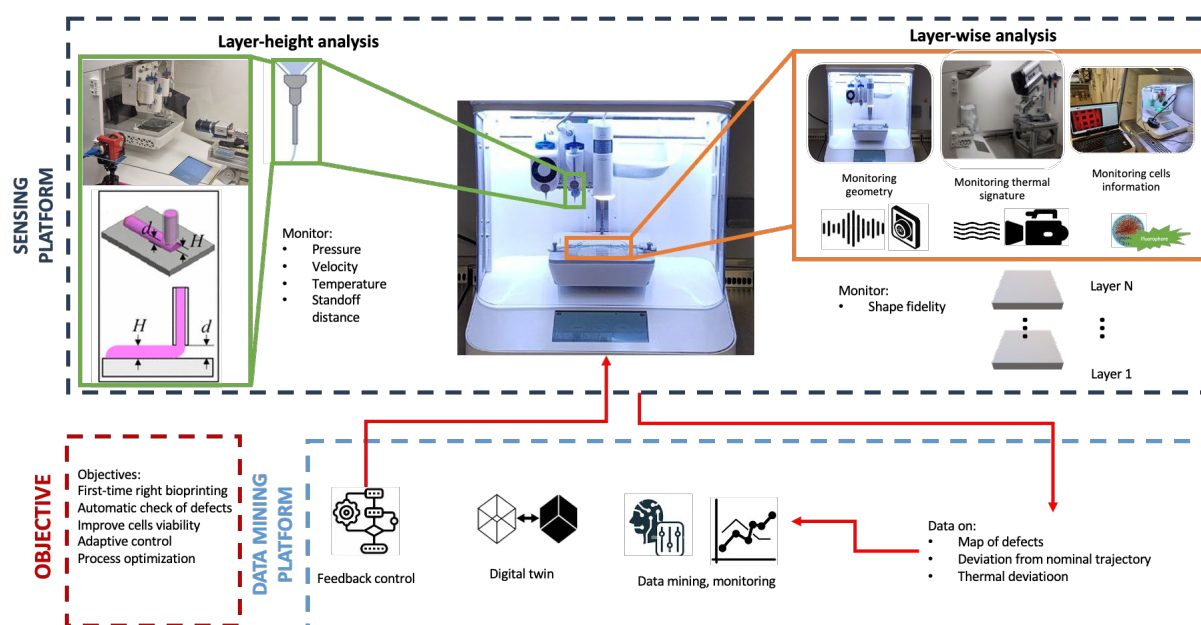 Layer-height analysis
Layer-wise analysis
SENSING
PLATFORM
d
H
H
d
Monitor:
• Pressure
• Velocity
• Temperature
• Standoff
distance
Monitoring
geometry
Monitoring thermal
signature
Monitoring cells
information
Fluorophore
Monitor:
• Shape fidelity
Layer N
Layer 1
OBJECTIVE
Objectives:
First-time right bioprinting
Automatic check of defects
Improve cells viability
Adaptive control
Process optimization
DATA MINING
PLATFORM
Feedback control
Digital twin
Data mining, monitoring
Data on:
• Map of defects
• Deviation from nominal trajectory
• Thermal deviatioon